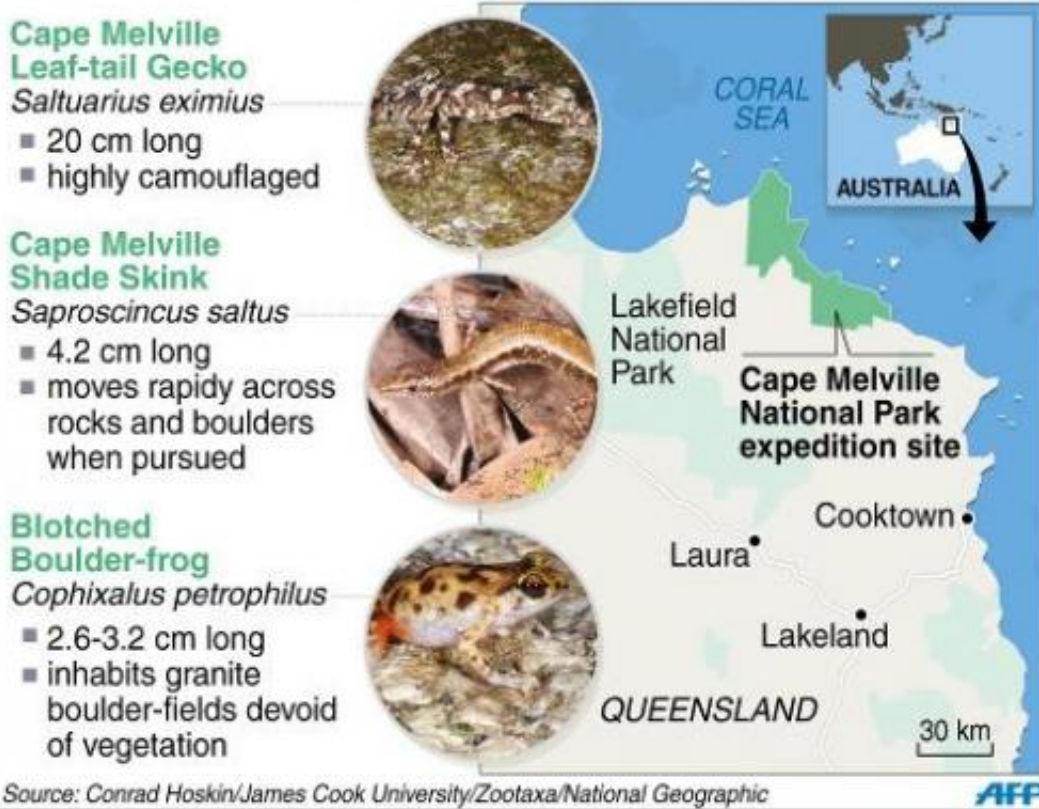 Cape Melville
Leaf-tail Gecko
Saltuarius eximius
20 cm long
highly camouflaged
Cape Melville
Shade Skink
Saproscincus saltus
4.2 cm long
moves rapidy across
rocks and boulders
when pursued
Blotched
Boulder-frog
Cophixalus petrophilus
2.6-3.2 cm long
inhabits granite
boulder-fields devoid
of vegetation
CORAL
SEA
AUSTRALIA
Lakefield
National
Park
Cape Melville
National Park
expedition site
Cooktown
Laura
Lakeland
QUEENSLAND
30 km
Source: Conrad Hoskin/James Cook University/Zootaxa/National Geographic
AFP